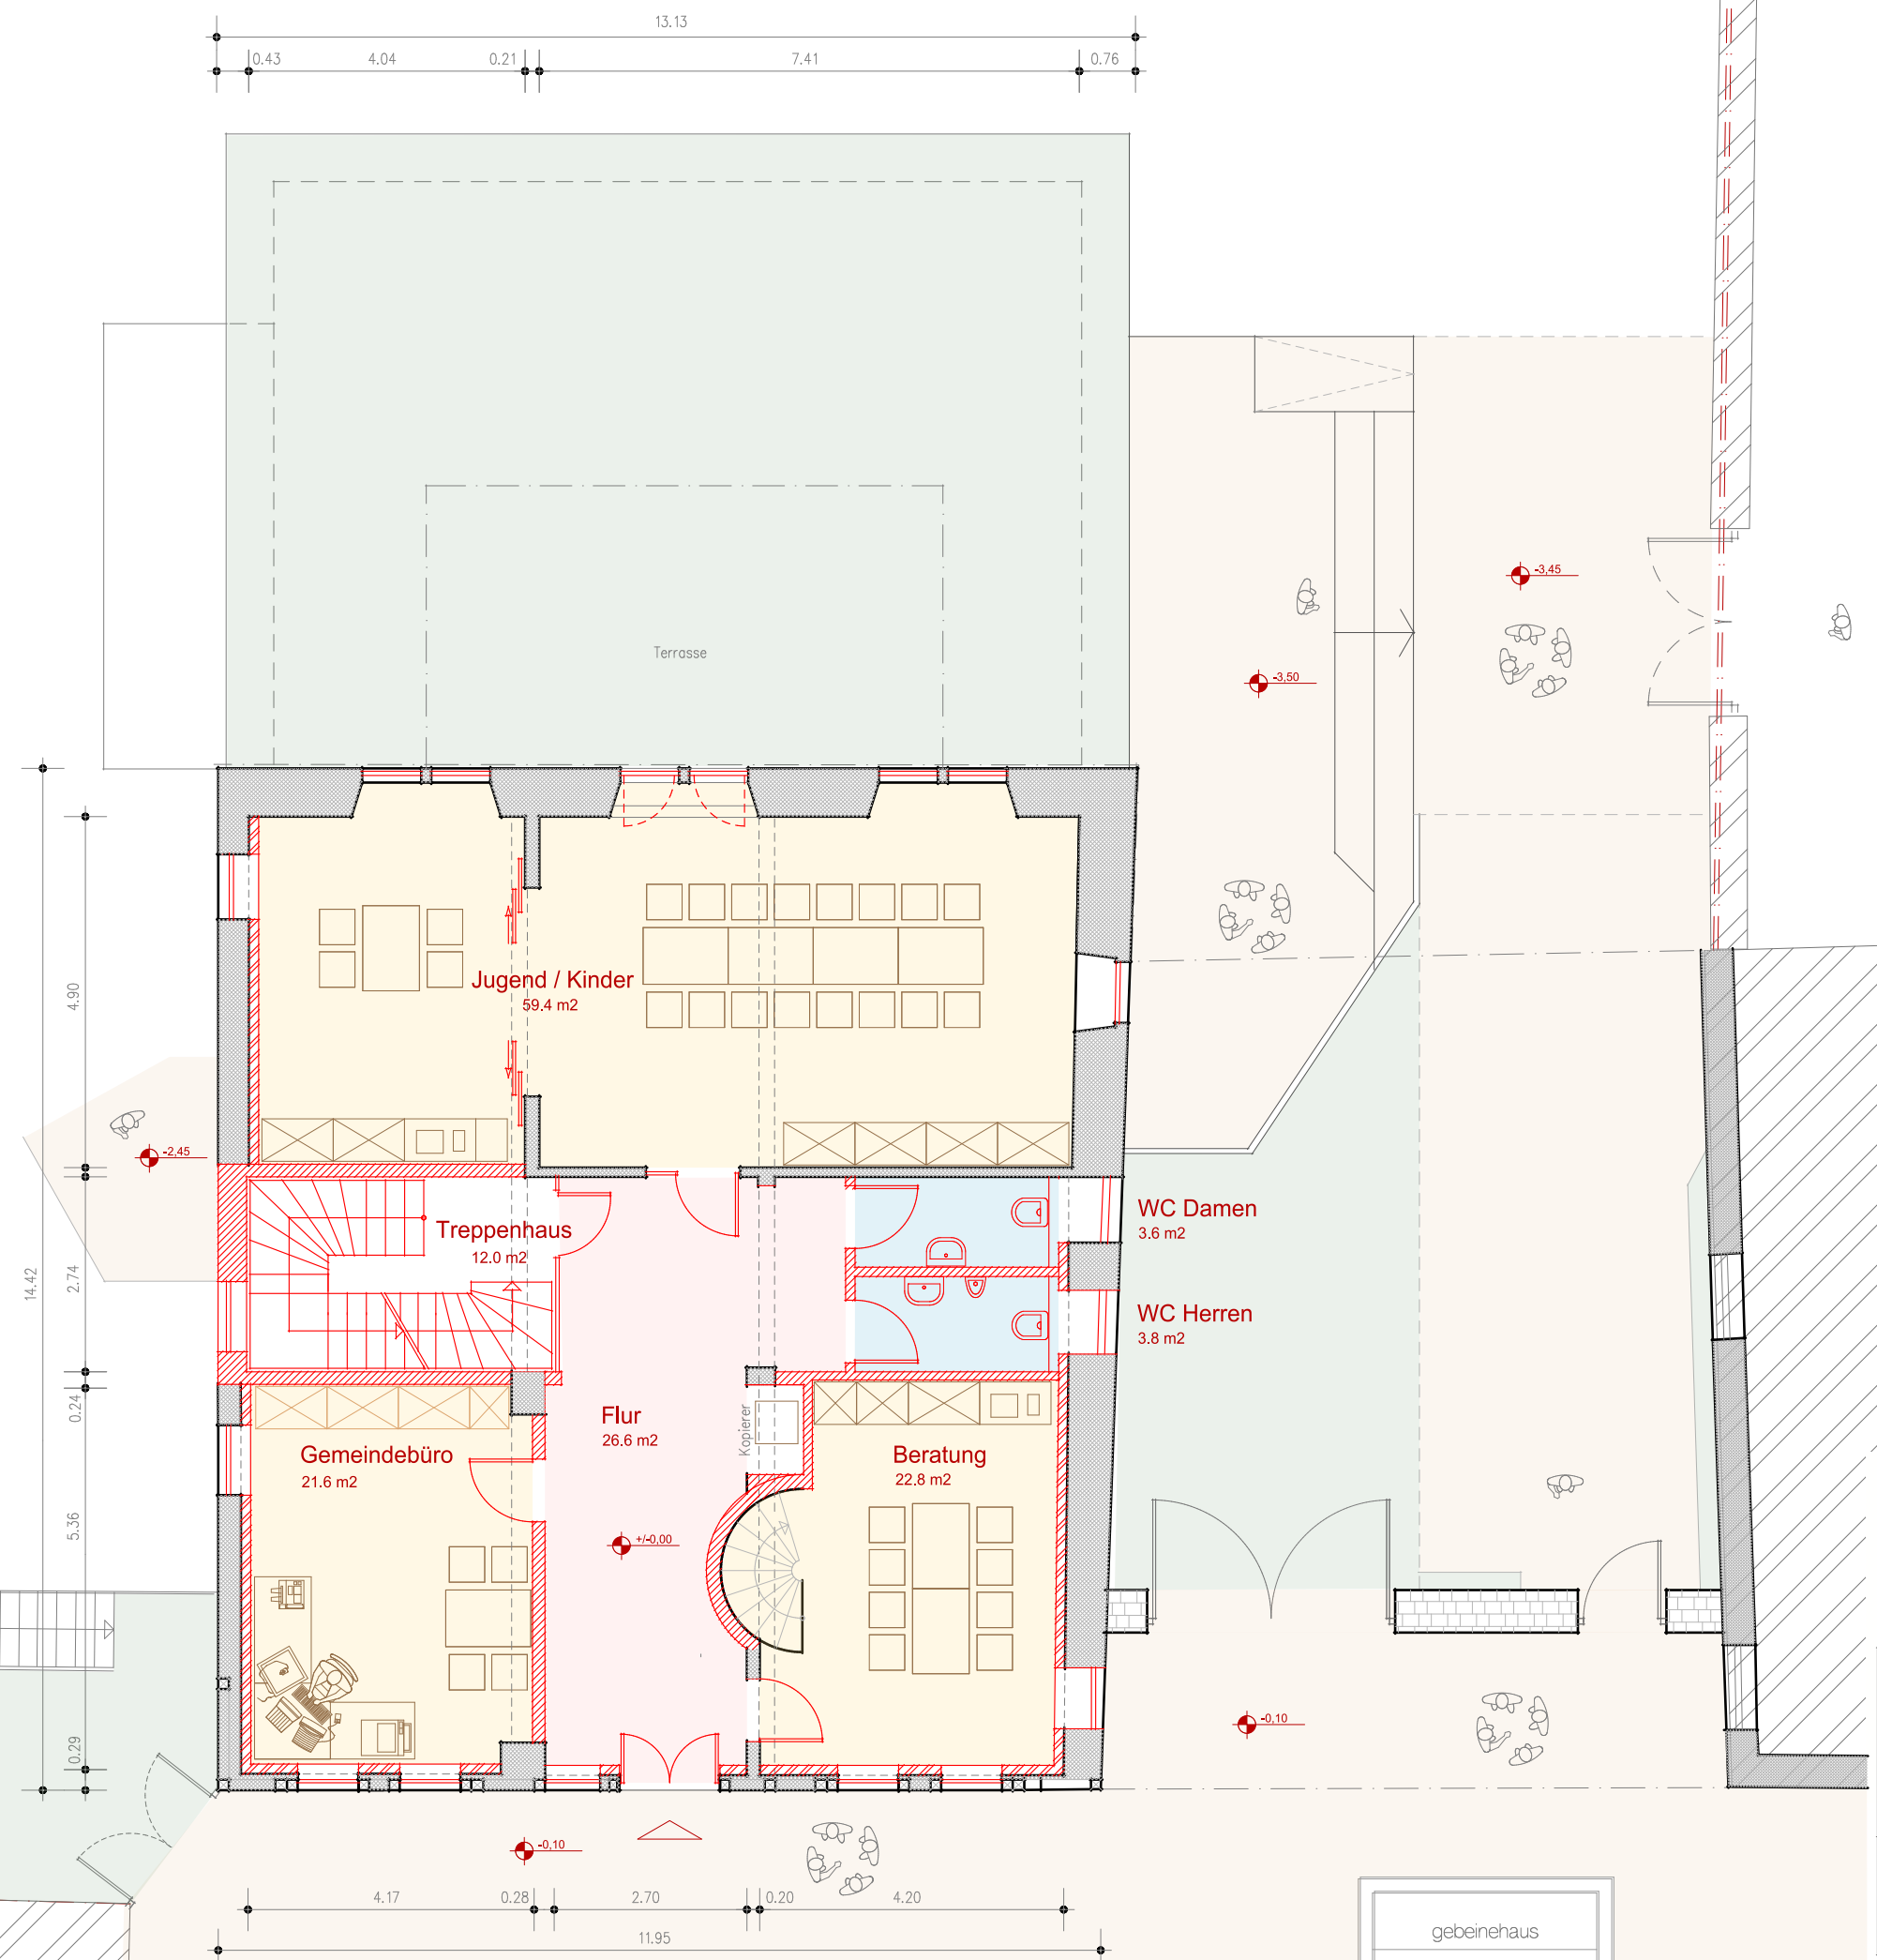 13.13
0.43 4.04 0.21 7.41 0.76
Terrasse
-3,45
-3,50
Jugend / Kinder
59.4 m2
4.90
-2,45
WC Damen
3.6 m2
Treppenhaus
12.0 m2
14.42
2.74
WC Herren
3.8 m2
0.24
Flur
26.6 m2
Kopierer
Gemeindebüro
21.6 m2
Beratung
22.8 m2
5.36
+/-0,00
0.29
-0,10
-0,10
4.17 0.28 2.70 0.20 4.20
11.95
gebeinehaus